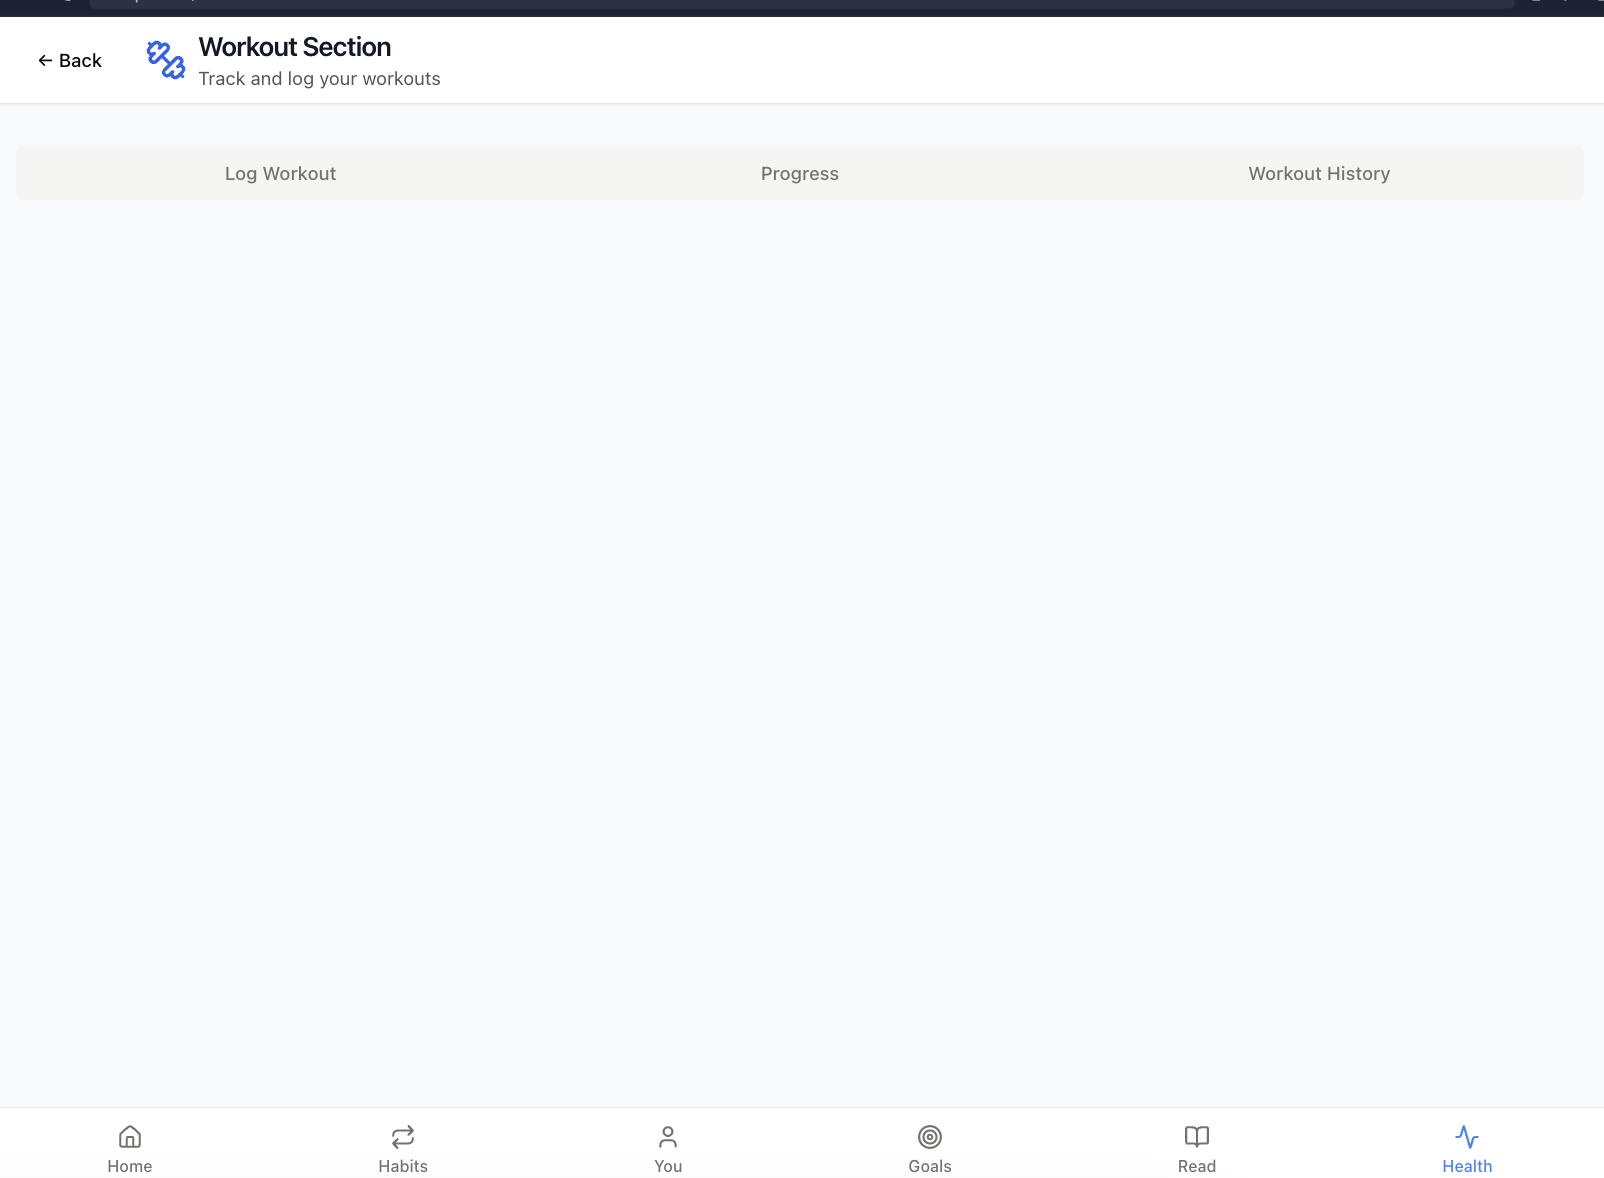 Back
Workout Section
Track and log your workouts
Log Workout Progress Workout History
Home Habits You Goals Read Health